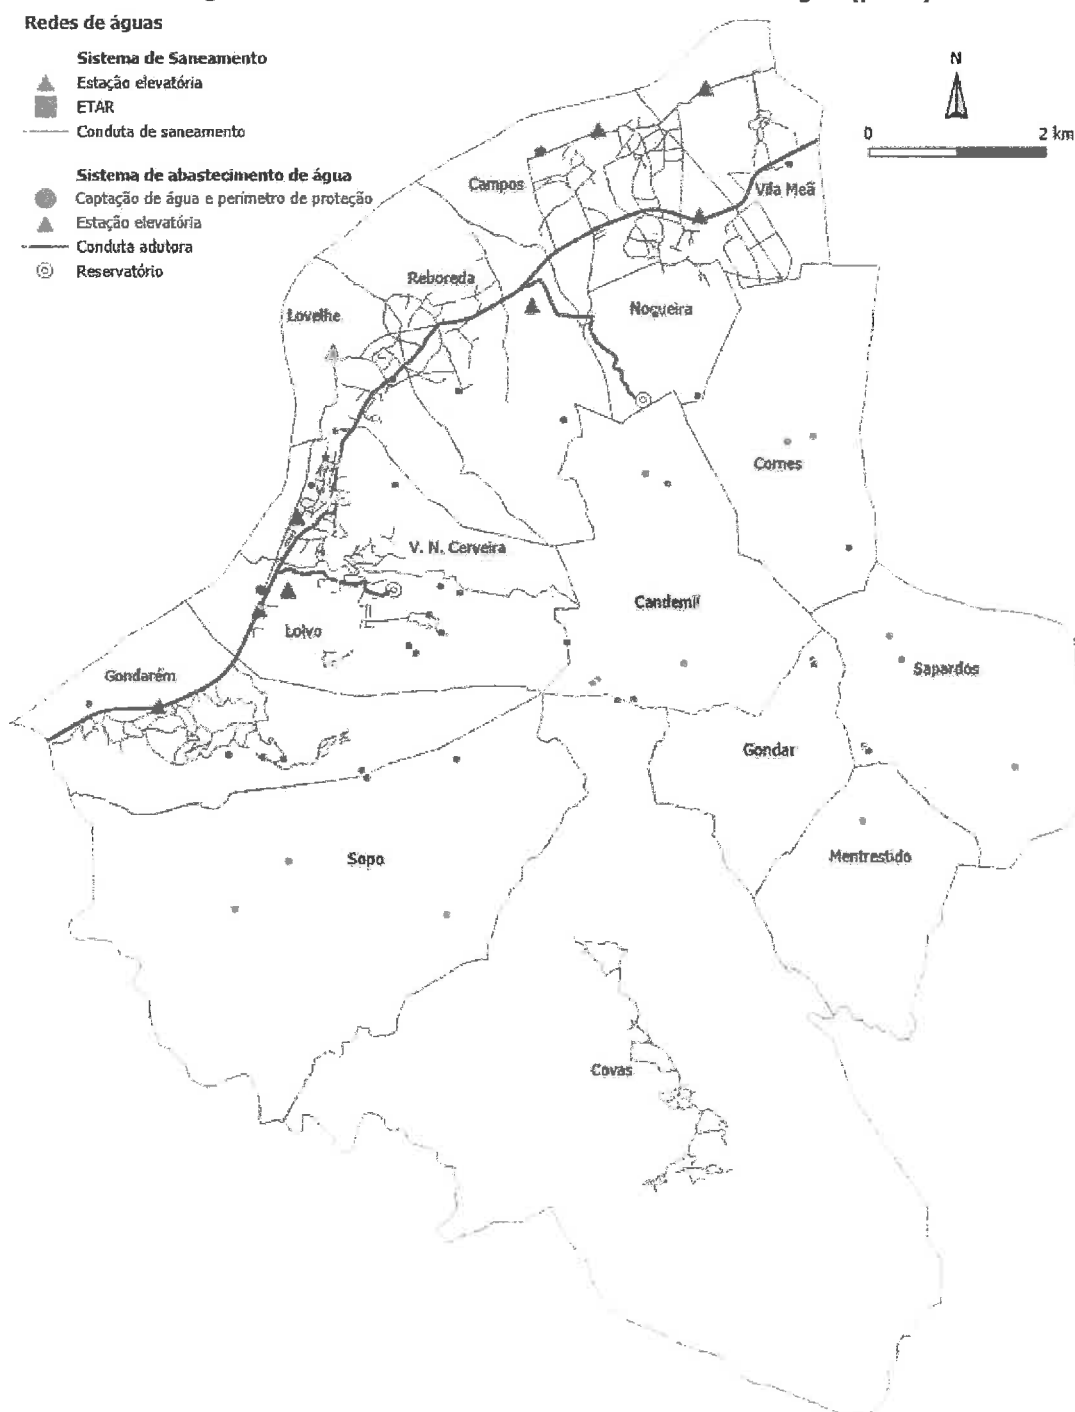 Redes de águas
Sistema de Saneamento
Estação elevatória
ETAR
Conduta de saneamento
Sistema de abastecimento de água
Captação de água e perímetro de proteção
Estação elevatória
Conduta adutora
Reservatório
N
0 2 km
Campos
Vila Meã
Reboreda
Lovelhe
Nogueira
Cornes
V. N. Cerveira
Candemil
Loivo
Sapardos
Gondarém
Gondar
Mentrestido
Sopo
Covas